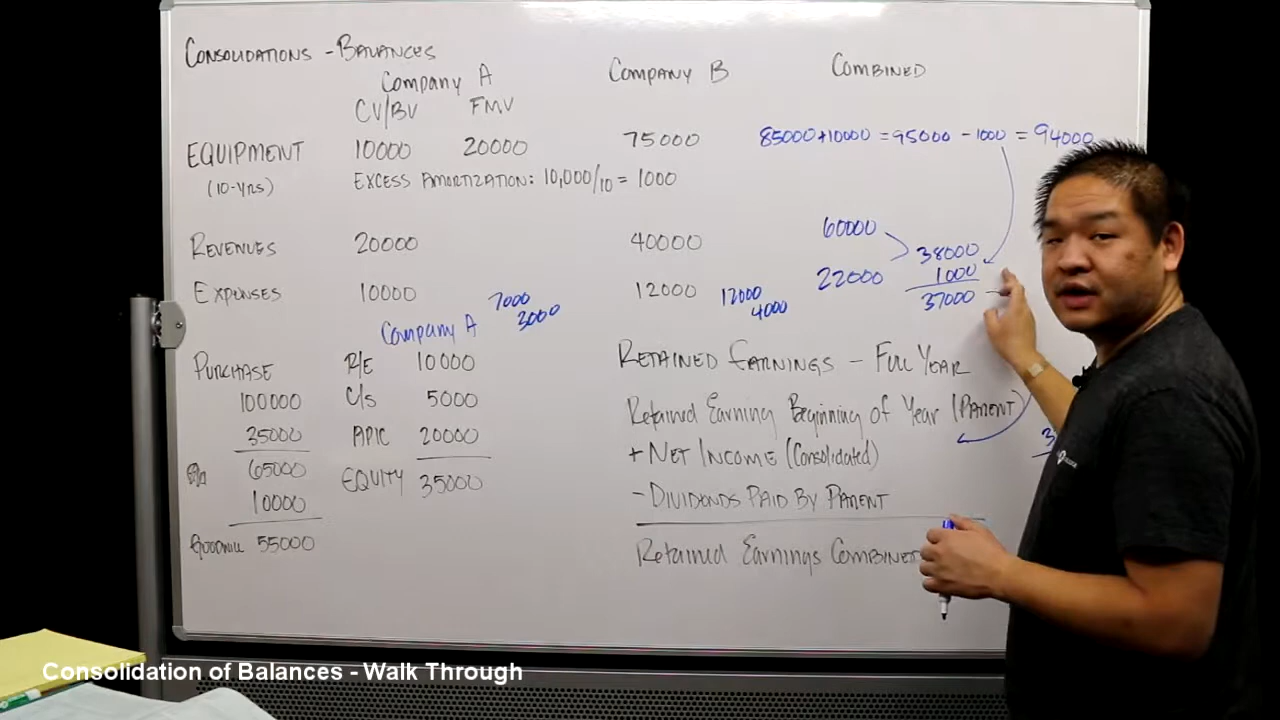 CONSOLIDATIONS - BALANCES
COMPANY A COMPANY B COMBINED
CV/BV FMV
EQUIPMENT 10000 20000 75000 85000+10000 = 95000 - 1000 = 94000
(10-YRS) EXCESS AMORTIZATION: 10,000/10 = 1000
REVENUES 20000 40000 60000 38000
1000
EXPENSES 10000 7000 3000 12000 12000 4000 22000 37000
COMPANY A
PURCHASE R/E 10000 RETAINED EARNINGS - FULL YEAR
100000 C/S 5000 Retained Earning Beginning of Year (PARENT)
35000 APIC 20000 + NET INCOME (Consolidated)
65000 EQUITY 35000
10000 - DIVIDENDS PAID BY PARENT
GOODWILL 55000 Retained Earnings COMBINED
Consolidation of Balances - Walk Through